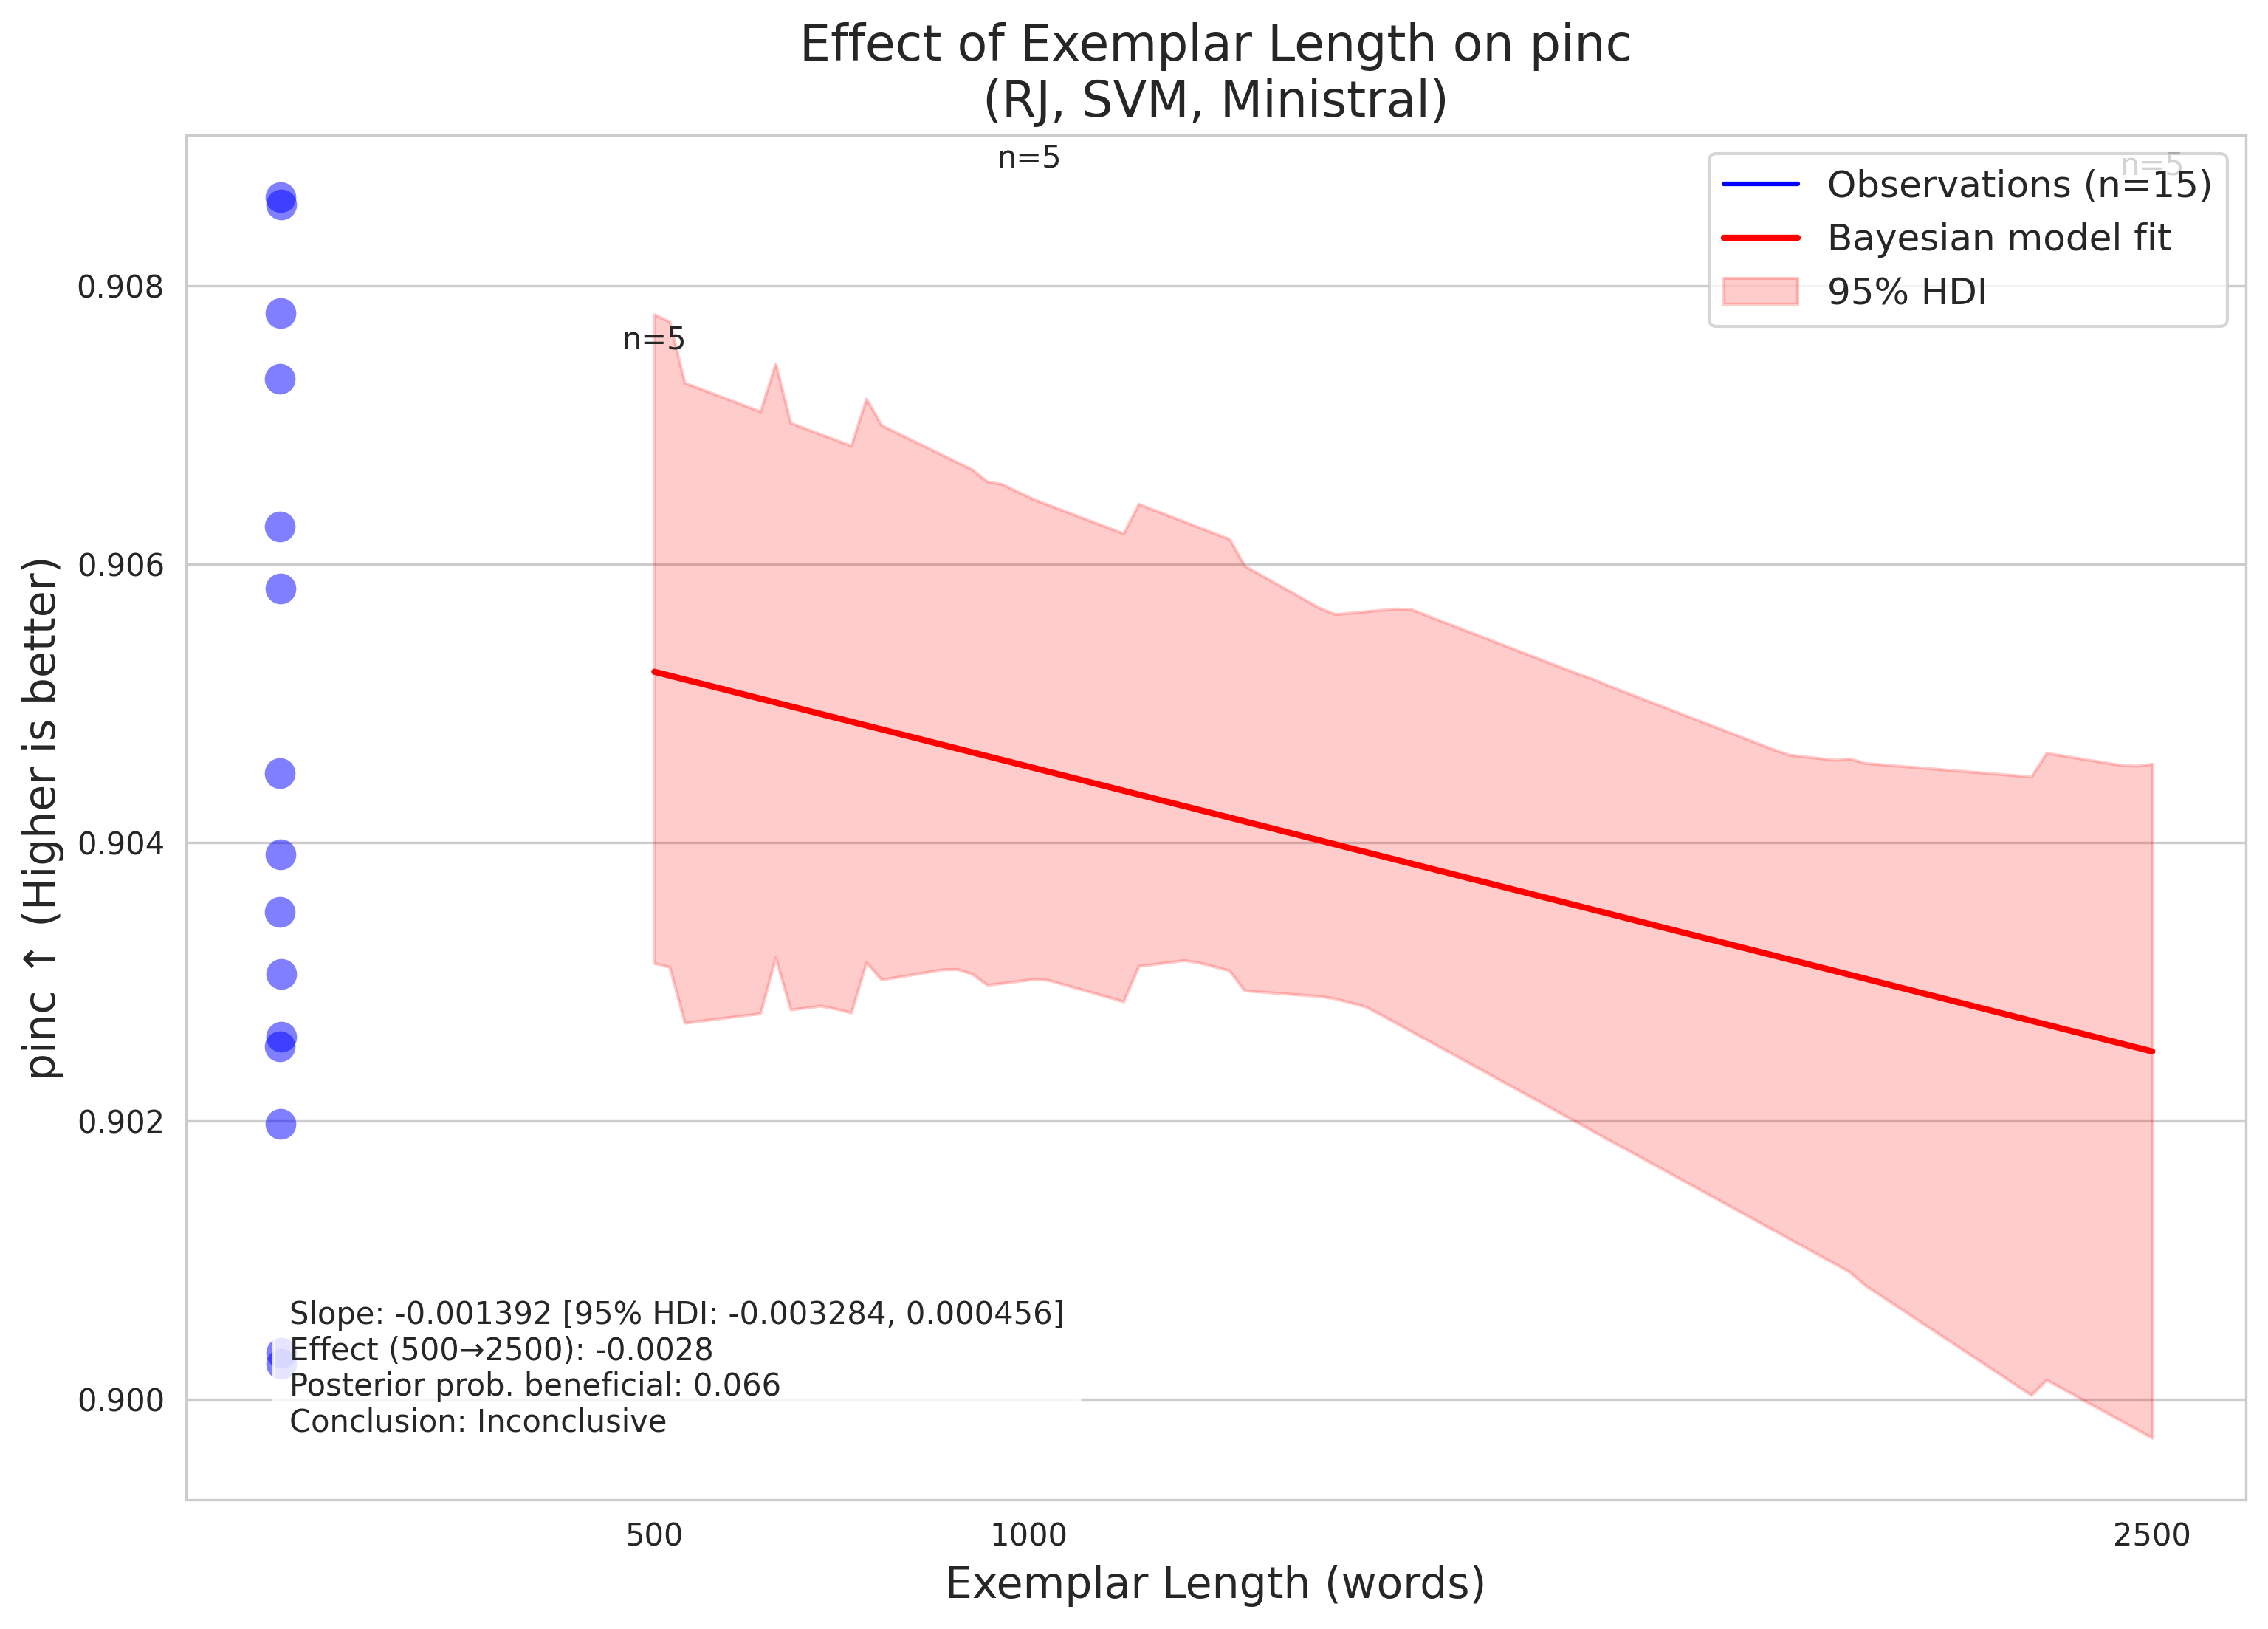 Effect of Exemplar Length on pinc
(RJ, SVM, Ministral)
n=5
n=5
n=5
Observations (n=15)
Bayesian model fit
95% HDI
pinc ↑ (Higher is better)
0.908
0.906
0.904
0.902
0.900
Slope: -0.001392 [95% HDI: -0.003284, 0.000456]
Effect (500→2500): -0.0028
Posterior prob. beneficial: 0.066
Conclusion: Inconclusive
500
1000
2500
Exemplar Length (words)